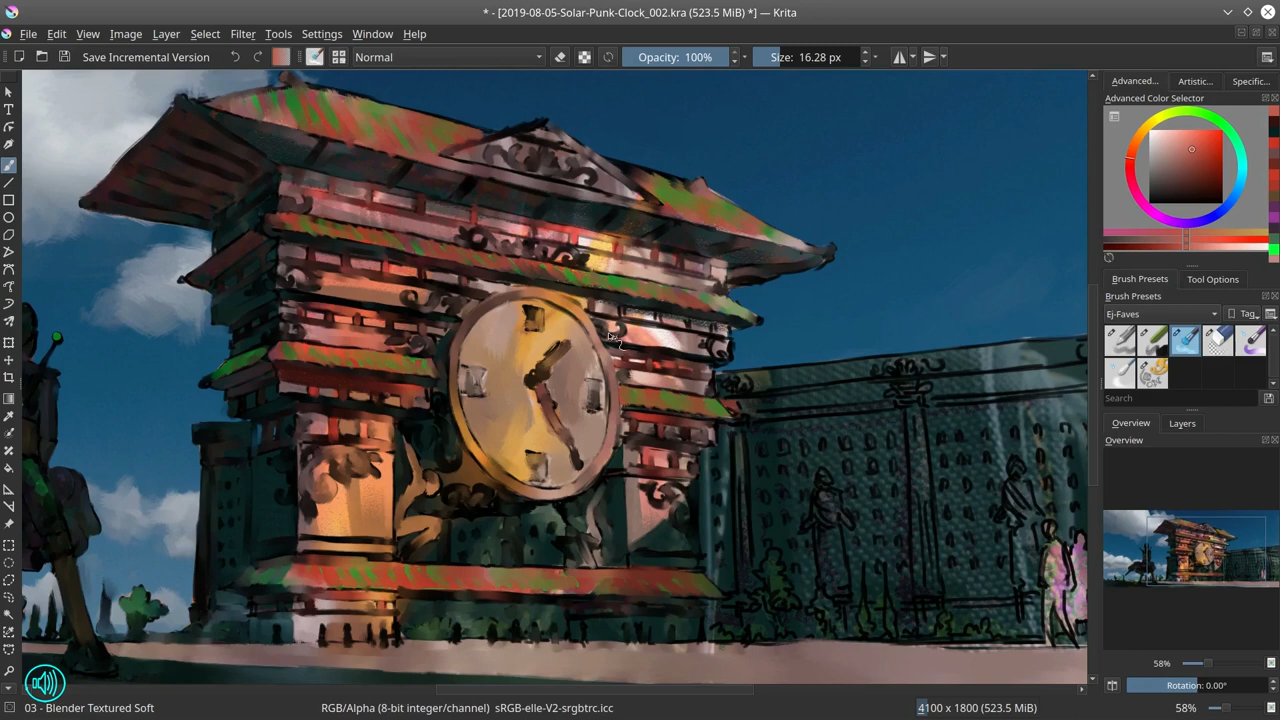 * - [2019-08-05-Solar-Punk-Clock_002.kra (523.5 MiB) *] — Krita
File Edit View Image Layer Select Filter Tools Settings Window Help
Save Incremental Version Normal Opacity: 100% Size: 16.28 px
Advanced... Artistic... Specific...
Advanced Color Selector
Brush Presets Tool Options
Brush Presets
Ej-Faves Tag
Search
Overview Layers
Overview
58%
Rotation: 0.00°
03 - Blender Textured Soft RGB/Alpha (8-bit integer/channel) sRGB-elle-V2-srgbtrc.icc 4100 x 1800 (523.5 MiB) 58%